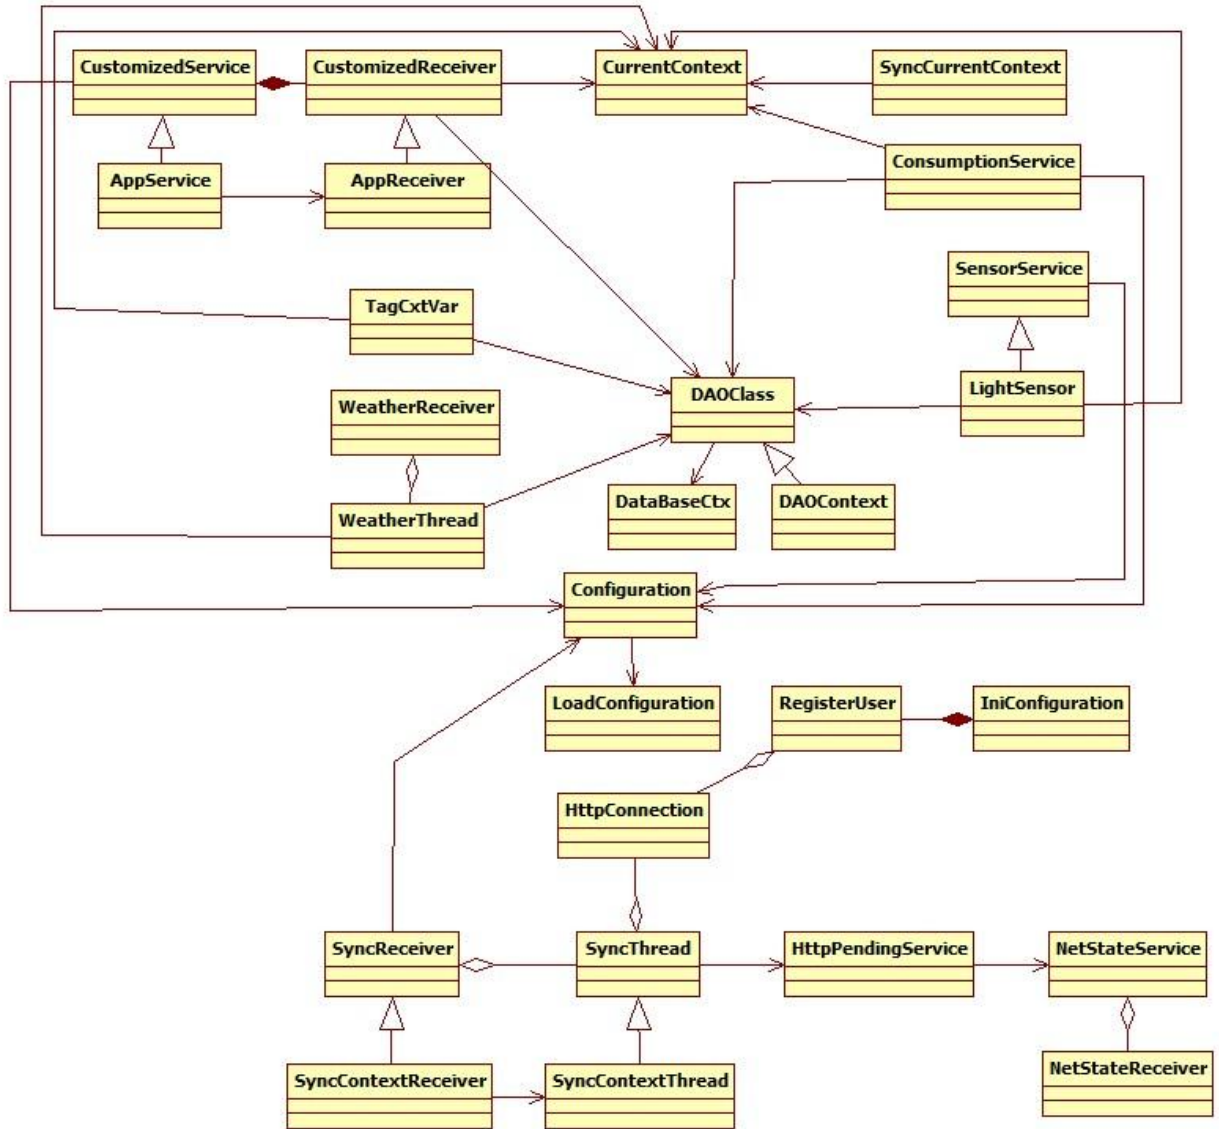 CustomizedService
CustomizedReceiver
CurrentContext
SyncCurrentContext
ConsumptionService
AppService
AppReceiver
SensorService
TagCxtVar
DAOClass
LightSensor
WeatherReceiver
DataBaseCtx
DAOContext
WeatherThread
Configuration
LoadConfiguration
RegisterUser
IniConfiguration
HttpConnection
SyncReceiver
SyncThread
HttpPendingService
NetStateService
SyncContextReceiver
SyncContextThread
NetStateReceiver